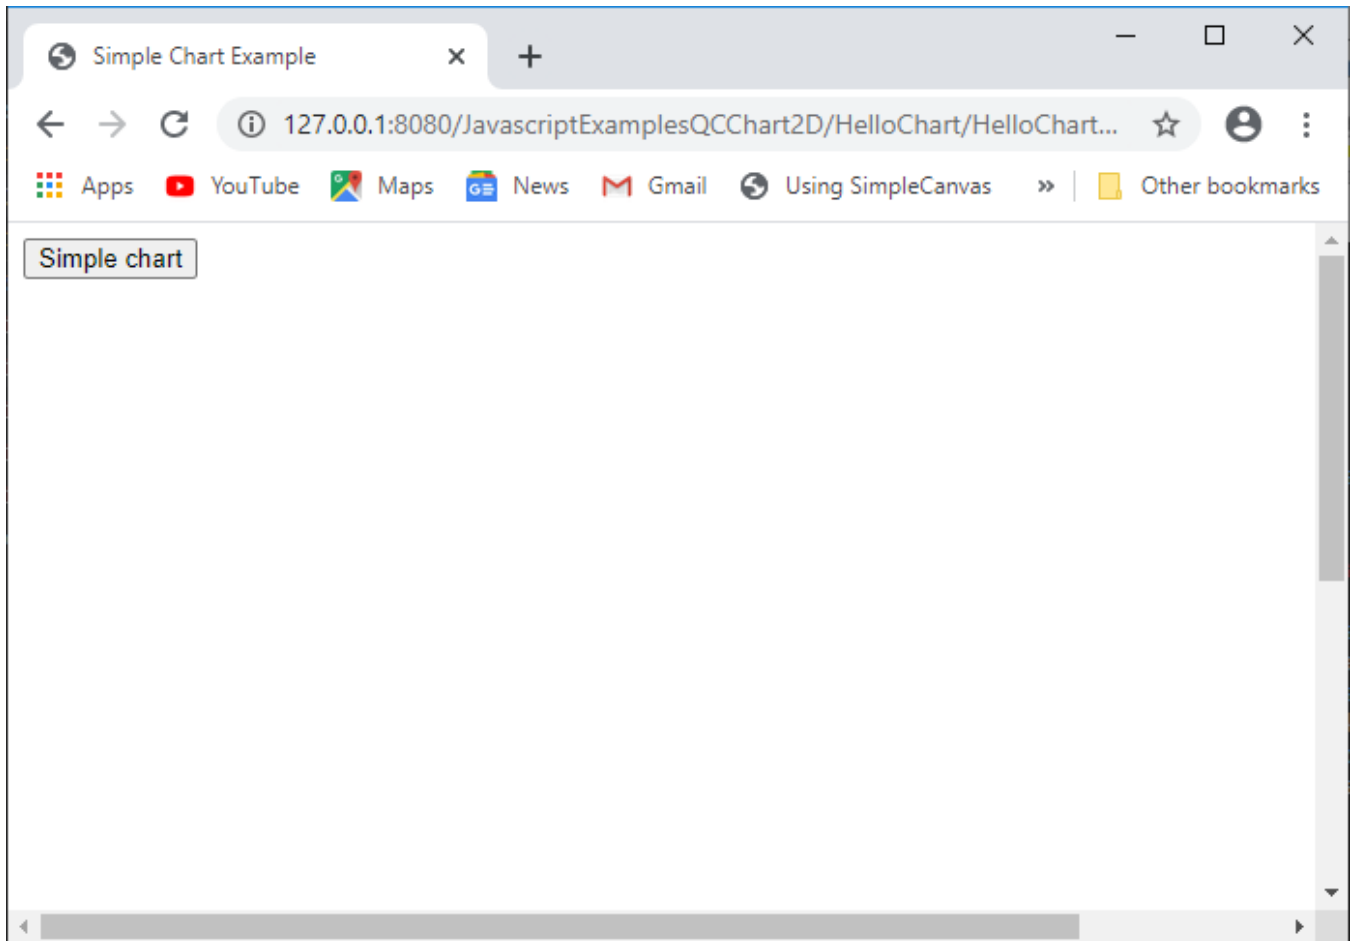 Simple Chart Example
127.0.0.1:8080/JavascriptExamplesQCChart2D/HelloChart/HelloChart...
Apps YouTube Maps GE News Gmail Using SimpleCanvas » Other bookmarks
Simple chart